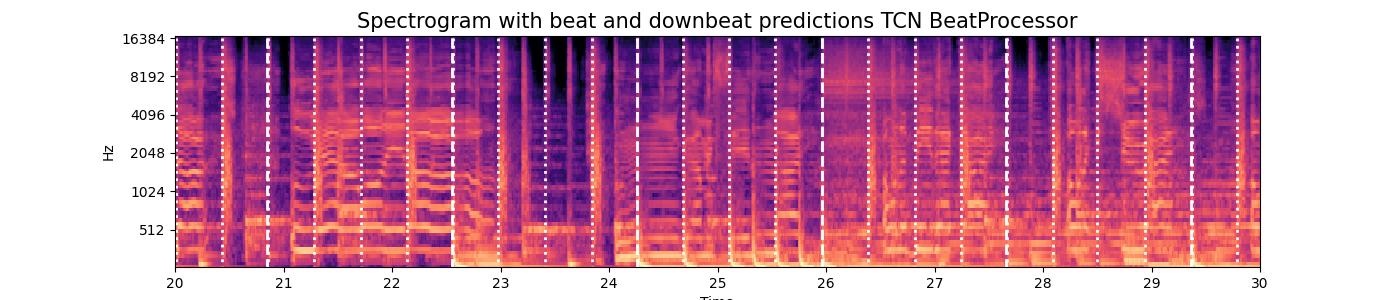 Spectrogram with beat and downbeat predictions TCN BeatProcessor
16384
8192
4096
2048
1024
512
Hz
20 21 22 23 24 25 26 27 28 29 30
Time